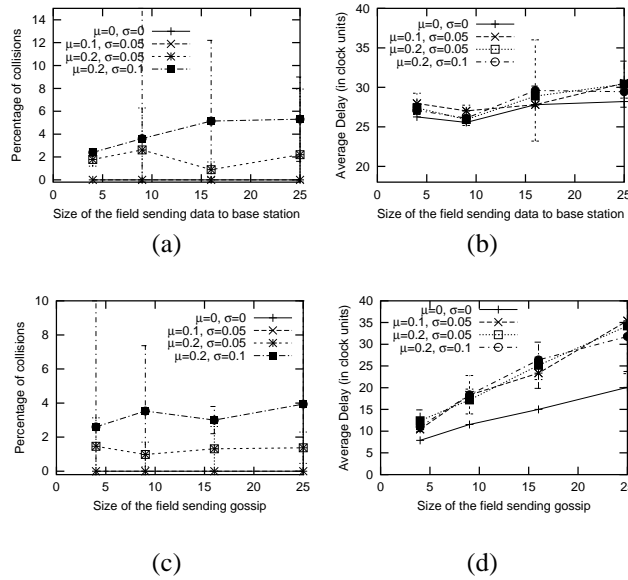 14
12
10
8
6
4
2
0
0 5 10 15 20 25
Percentage of collisions
Size of the field sending data to base station
μ=0, σ=0
μ=0.1, σ=0.05
μ=0.2, σ=0.05
μ=0.2, σ=0.1
(a)
40
35
30
25
20
0 5 10 15 20 25
Average Delay (in clock units)
Size of the field sending data to base station
μ=0, σ=0
μ=0.1, σ=0.05
μ=0.2, σ=0.05
μ=0.2, σ=0.1
(b)
10
8
6
4
2
0
0 5 10 15 20 25
Percentage of collisions
Size of the field sending gossip
μ=0, σ=0
μ=0.1, σ=0.05
μ=0.2, σ=0.05
μ=0.2, σ=0.1
(c)
40
35
30
25
20
15
10
5
0
0 5 10 15 20 25
Average Delay (in clock units)
Size of the field sending gossip
μ=0, σ=0
μ=0.1, σ=0.05
μ=0.2, σ=0.05
μ=0.2, σ=0.1
(d)